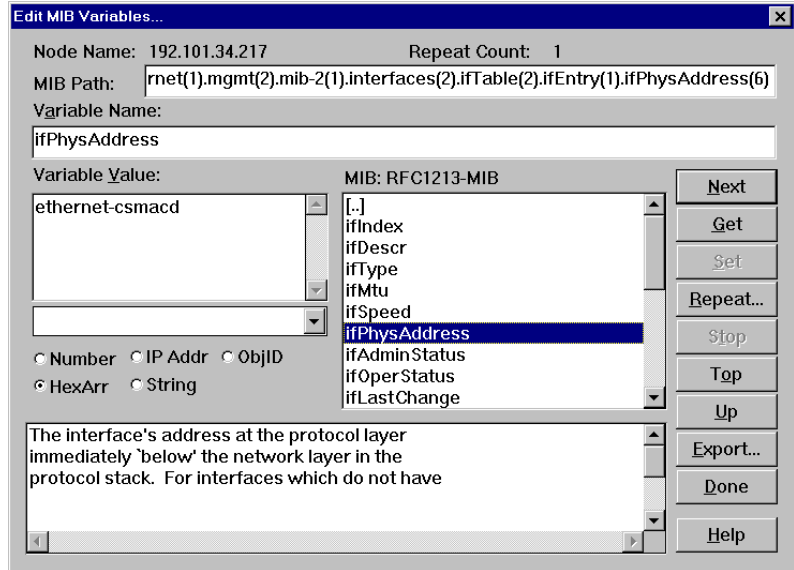 Edit MIB Variables...
Node Name: 192.101.34.217 Repeat Count: 1
MIB Path: rnet(1).mgmt(2).mib-2(1).interfaces(2).ifTable(2).ifEntry(1).ifPhysAddress(6)
Variable Name:
ifPhysAddress
Variable Value:
ethernet-csmacd
Number IP Addr ObjID
HexArr String
MIB: RFC1213-MIB
[..]
ifIndex
ifDescr
ifType
ifMtu
ifSpeed
ifPhysAddress
ifAdminStatus
ifOperStatus
ifLastChange
Next
Get
Set
Repeat...
Stop
Top
Up
Export...
Done
Help
The interface's address at the protocol layer
immediately `below' the network layer in the
protocol stack. For interfaces which do not have